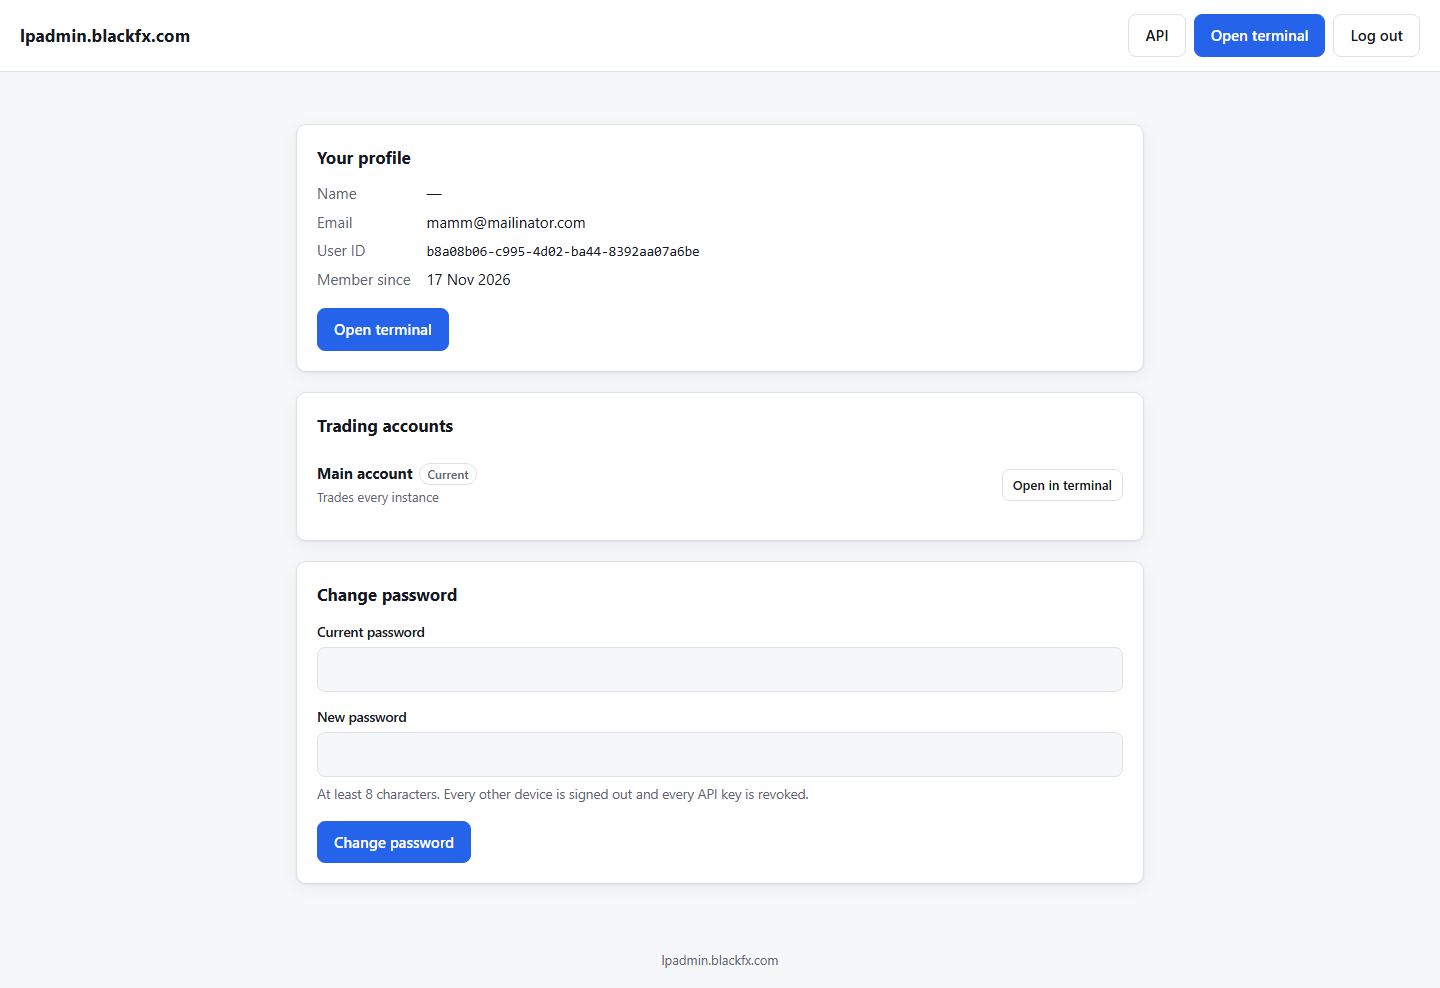 lpadmin.blackfx.com
API
Open terminal
Log out
Your profile
Name —
Email mamm@mailinator.com
User ID b8a08b06-c995-4d02-ba44-8392aa07a6be
Member since 17 Nov 2026
Open terminal
Trading accounts
Main account Current
Trades every instance
Open in terminal
Change password
Current password
New password
At least 8 characters. Every other device is signed out and every API key is revoked.
Change password
lpadmin.blackfx.com